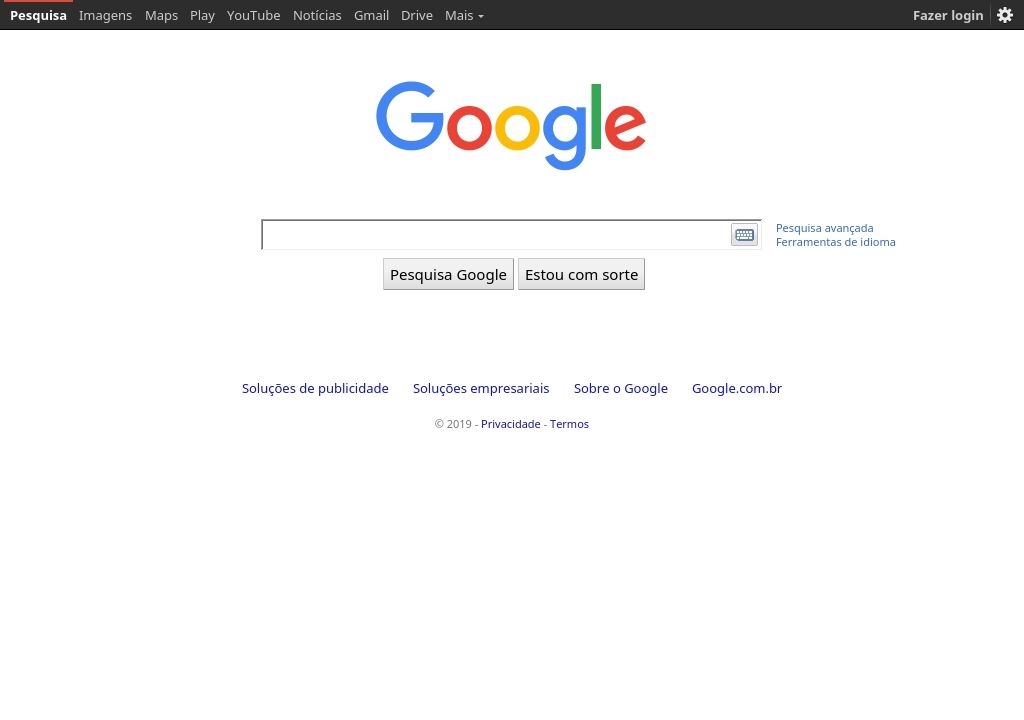 Pesquisa Imagens Maps Play YouTube Notícias Gmail Drive Mais Fazer login
Google
Pesquisa avançada
Ferramentas de idioma
Pesquisa Google Estou com sorte
Soluções de publicidade Soluções empresariais Sobre o Google Google.com.br
© 2019 - Privacidade - Termos